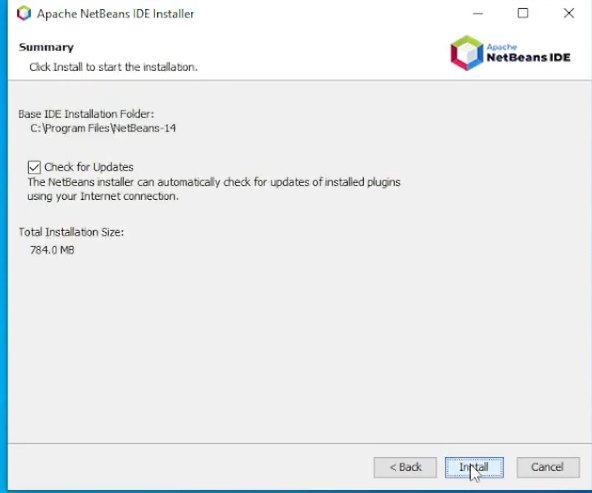 Apache NetBeans IDE Installer
Summary
Click Install to start the installation.
Apache
NetBeans IDE
Base IDE Installation Folder:
C:\Program Files\NetBeans-14
Check for Updates
The NetBeans installer can automatically check for updates of installed plugins
using your Internet connection.
Total Installation Size:
784.0 MB
< Back
Install
Cancel